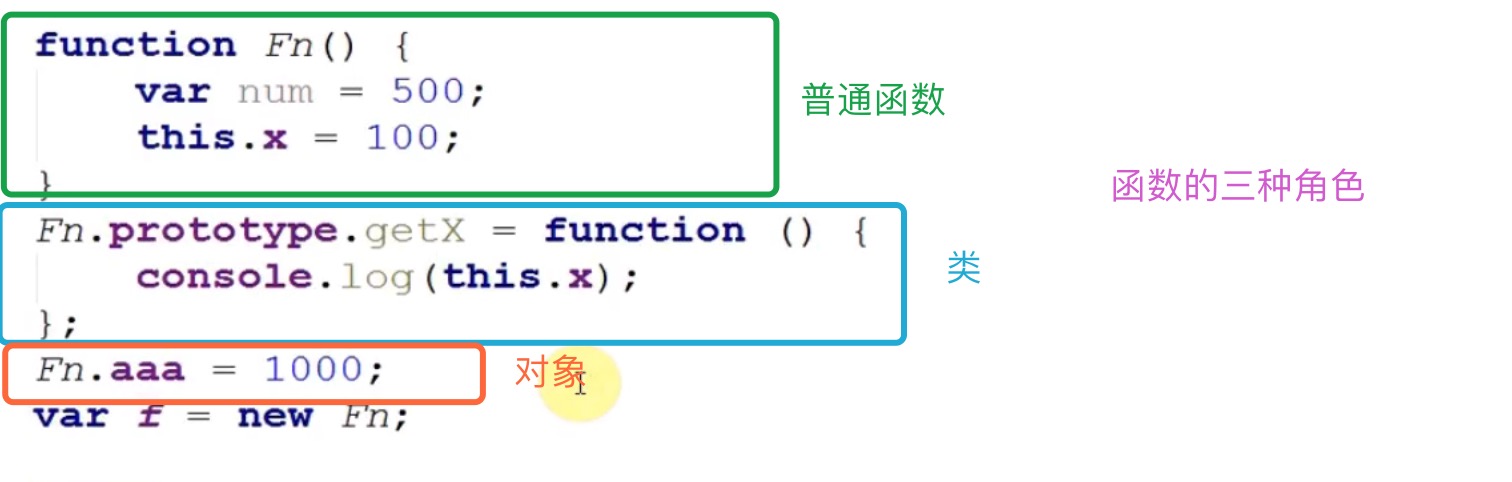 function Fn() {
var num = 500;
普通函数
this.x = 100;
}
函数的三种角色
Fn.prototype.getX = function () {
类
console.log(this.x);
};
Fn.aaa = 1000;
对象
var f = new Fn;